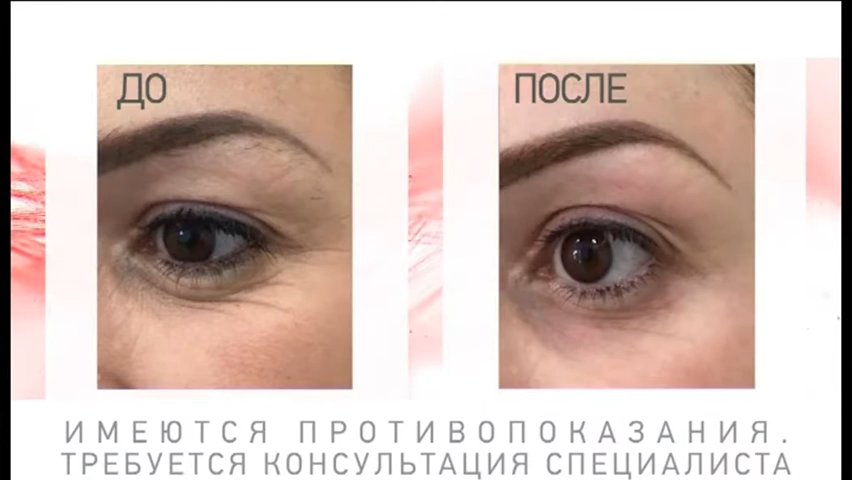 ДО
ПОСЛЕ
ИМЕЮТСЯ ПРОТИВОПОКАЗАНИЯ.
ТРЕБУЕТСЯ КОНСУЛЬТАЦИЯ СПЕЦИАЛИСТА